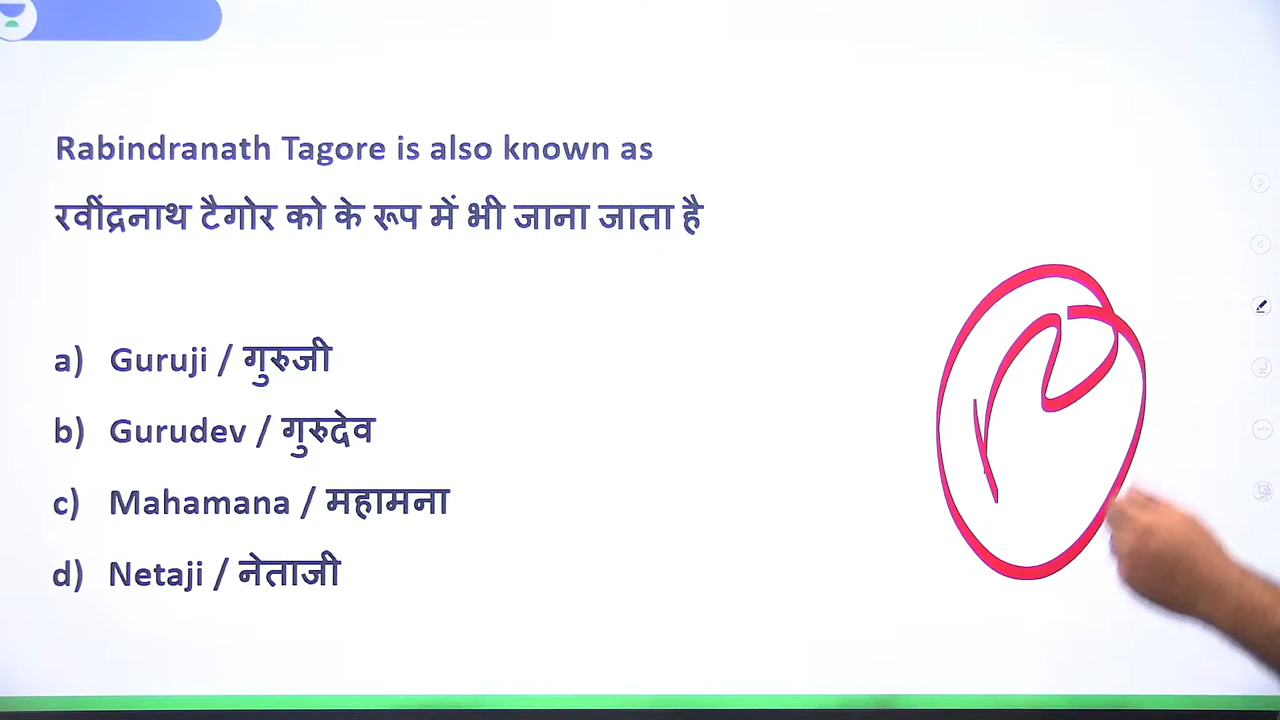 Rabindranath Tagore is also known as
रवींद्रनाथ टैगोर को के रूप में भी जाना जाता है
a) Guruji / गुरुजी
b) Gurudev / गुरुदेव
c) Mahamana / महामना
d) Netaji / नेताजी